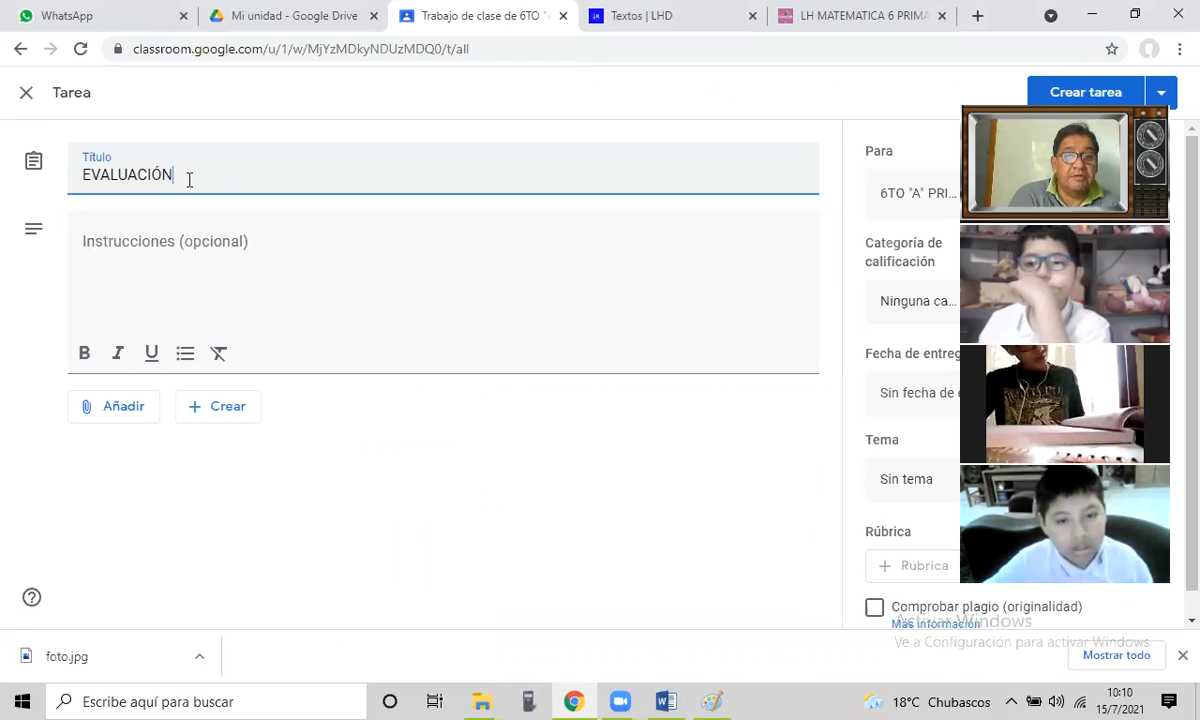 WhatsApp
Mi unidad - Google Drive
Trabajo de clase de 6TO "A"
Textos | LHD
LH MATEMATICA 6 PRIMA
classroom.google.com/u/1/w/MjYzMDkyNDUzMDQ0/t/all
Tarea
Crear tarea
Título
EVALUACIÓN
Instrucciones (opcional)
B I U
Añadir
Crear
Para
6TO "A" PRI...
Categoría de
calificación
Ninguna ca...
Fecha de entreg
Sin fecha de e
Tema
Sin tema
Rúbrica
Rúbrica
Comprobar plagio (originalidad)
Más información
Activar Windows
Ve a Configuración para activar Windows.
foto.jpg
Mostrar todo
Escribe aquí para buscar
18°C Chubascos
10:10
15/7/2021